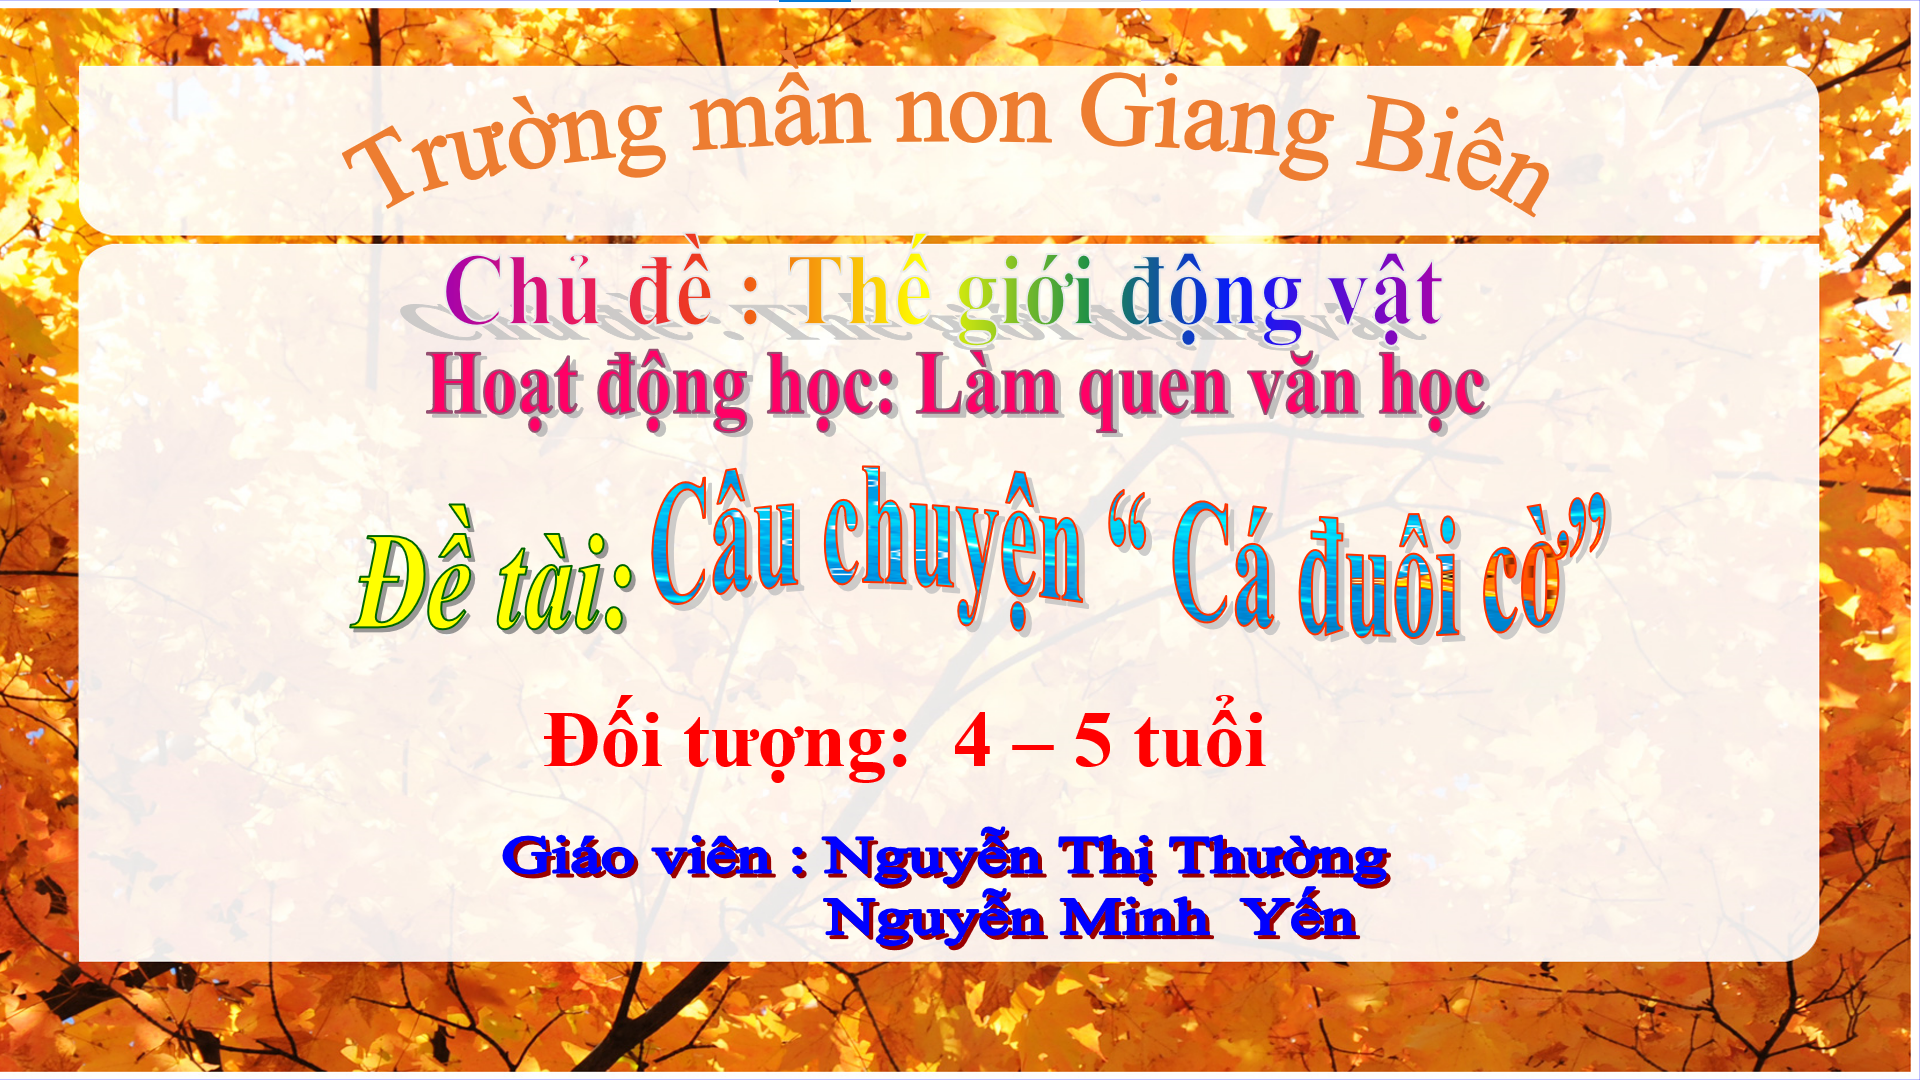 Trường mần non Giang Biên
Chủ đề : Thế giới động vật
Hoạt động học: Làm quen văn học
Đề tài: Câu chuyện “ Cá đuôi cờ”
Đối tượng: 4 – 5 tuổi
Giáo viên : Nguyễn Thị Thường
Nguyễn Minh Yến